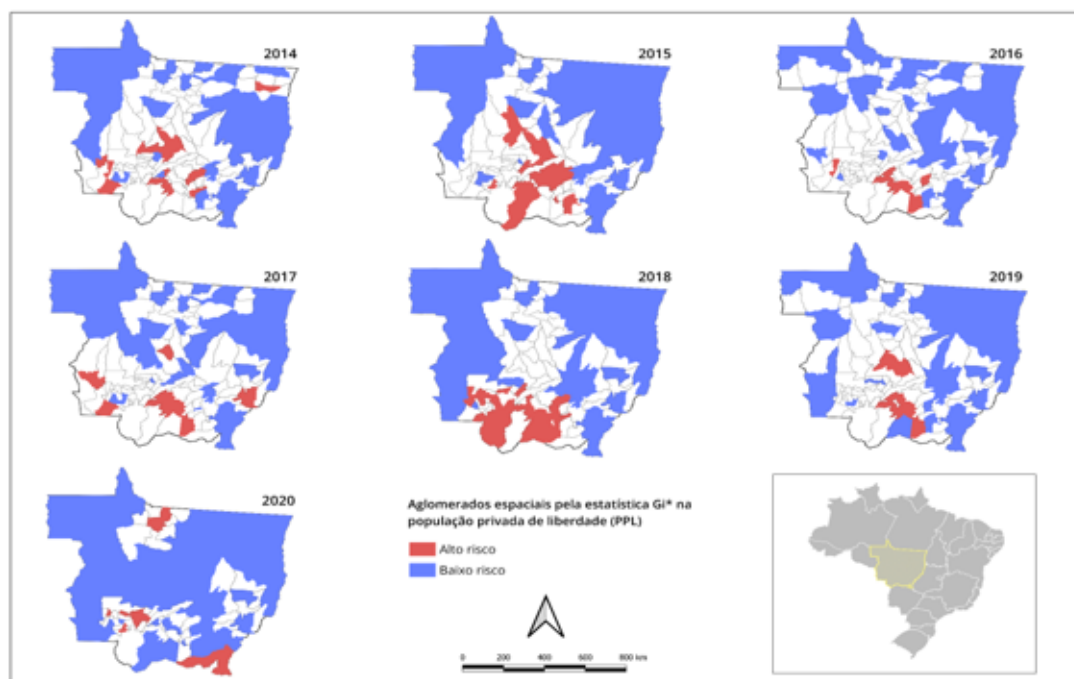 2014
2015
2016
2017
2018
2019
2020
Aglomerados espaciais pela estatística Gi* na
população privada de liberdade (PPL)
Alto risco
Baixo risco
0 200 400 600 800 km